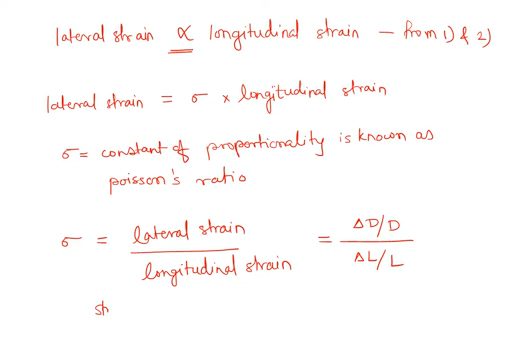 lateral strain ∝ longitudinal strain – from 1) & 2)
lateral strain = σ × longitudinal strain
σ = constant of proportionality is known as
poisson's ratio
σ = lateral strain / longitudinal strain = ΔD/D / ΔL/L
st